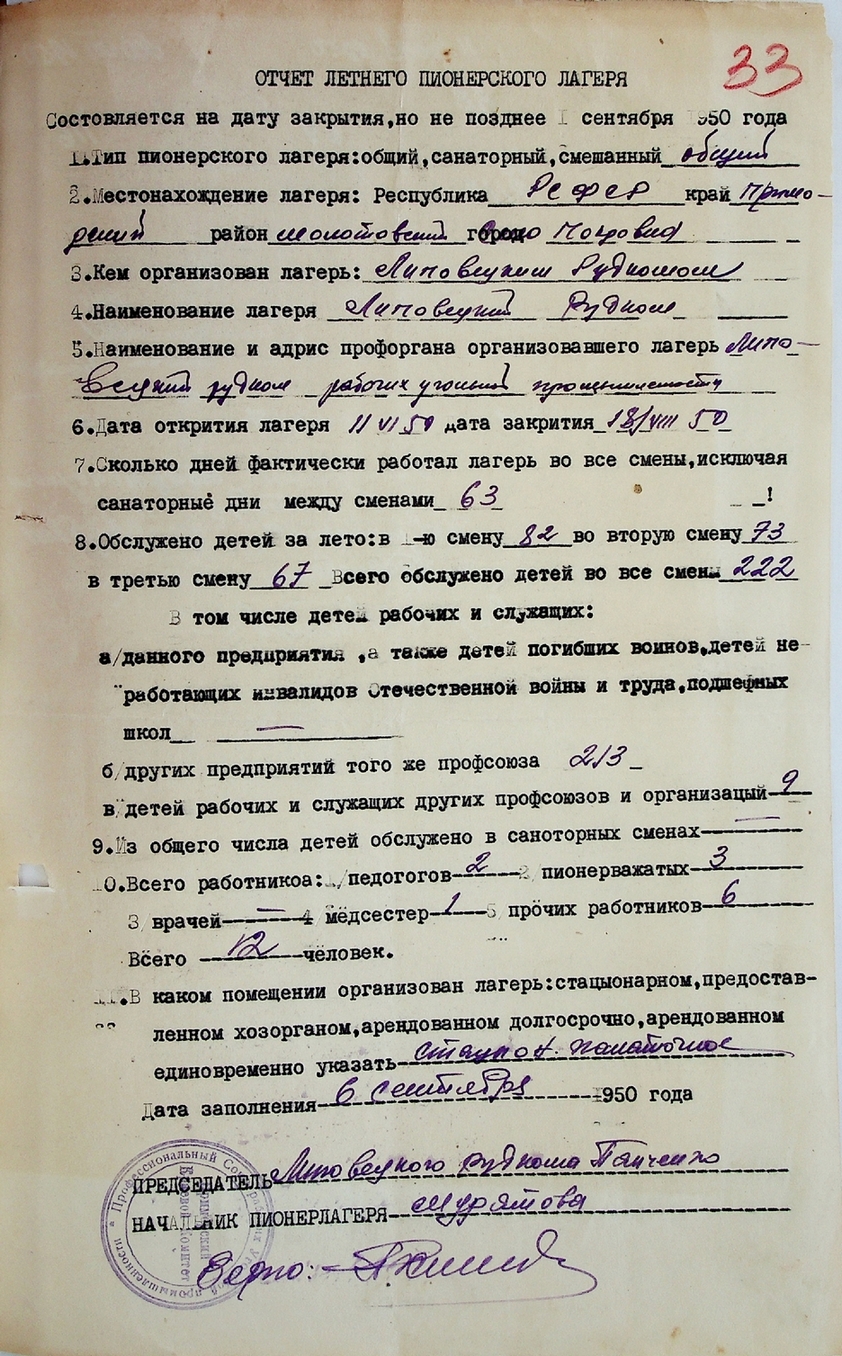 33
ОТЧЕТ ЛЕТНЕГО ПИОНЕРСКОГО ЛАГЕРЯ
Состовляется на дату закрытия,но не позднее I сентября 1950 года
1.Тип пионерского лагеря:общий,санаторный,смешанный общий
2.Местонахождение лагеря: Республика РСФСР край Примо-
рский район молотовский село Покровка
3.Кем организован лагерь: Липовецким Рудкомом
4.Наименование лагеря Липовецкий Рудком
5.Наименование и адрис профоргана организовавшего лагерь Липо-
вецкий рудком рабочих угольной промышленности
6.Дата открития лагеря 11 VI 50 дата закрития 18/VIII 50
7.Сколько дней фактически работал лагерь во все смены,исключая
санаторные дни между сменами 63 !
8.Обслужено детей за лето:в 1-ю смену 82 во вторую смену 73
в третью смену 67 Всего обслужено детей во все смены 222
В том числе детей рабочих и служащих:
а/данного предприятия ,а также детей погибших воинов,детей не-
работающих инвалидов Отечественной войны и труда,подшефных
школ —
б/других предприятий того же профсоюза 213
в/детей рабочих и служащих других профсоюзов и организацый 9
9.Из общего числа детей обслужено в саноторных сменах —
10.Всего работникоа:1/педогогов 2 2/ пионерважатых 3
3/ врачей — 4 медсестер 1 5/ прочих работников 6
Всего 12 человек.
11.В каком помещении организован лагерь:стацыонарном,предостав-
ленном хозорганом,арендованном долгосрочно,арендованном
единовременно указать стацион. палаточное
Дата заполнения 6 сентября 1950 года
ПРЕДСЕДАТЕЛЬ Липовецкого рудкома Панченко
НАЧАЛЬНИК ПИОНЕРЛАГЕРЯ Муратова
Верно:
Профессиональный Союз рабочих угольной промышленности